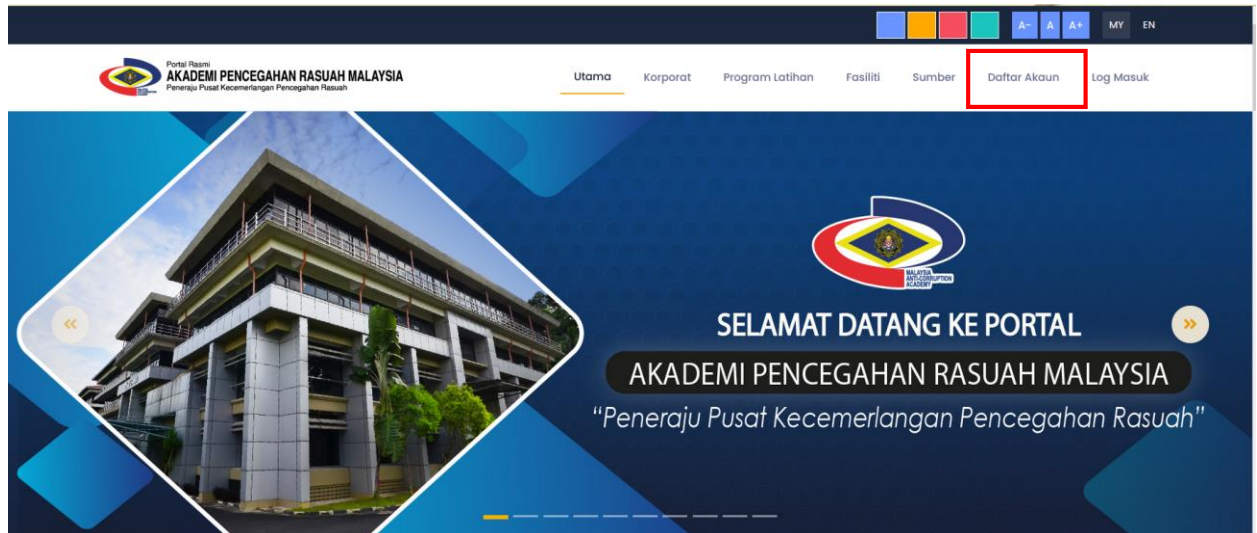 A- A A+ MY EN
Portal Rasmi
AKADEMI PENCEGAHAN RASUAH MALAYSIA
Peneraju Pusat Kecemerlangan Pencegahan Rasuah
Utama Korporat Program Latihan Fasiliti Sumber Daftar Akaun Log Masuk
MALAYSIA
ANTI-CORRUPTION
ACADEMY
SELAMAT DATANG KE PORTAL
AKADEMI PENCEGAHAN RASUAH MALAYSIA
“Peneraju Pusat Kecemerlangan Pencegahan Rasuah”